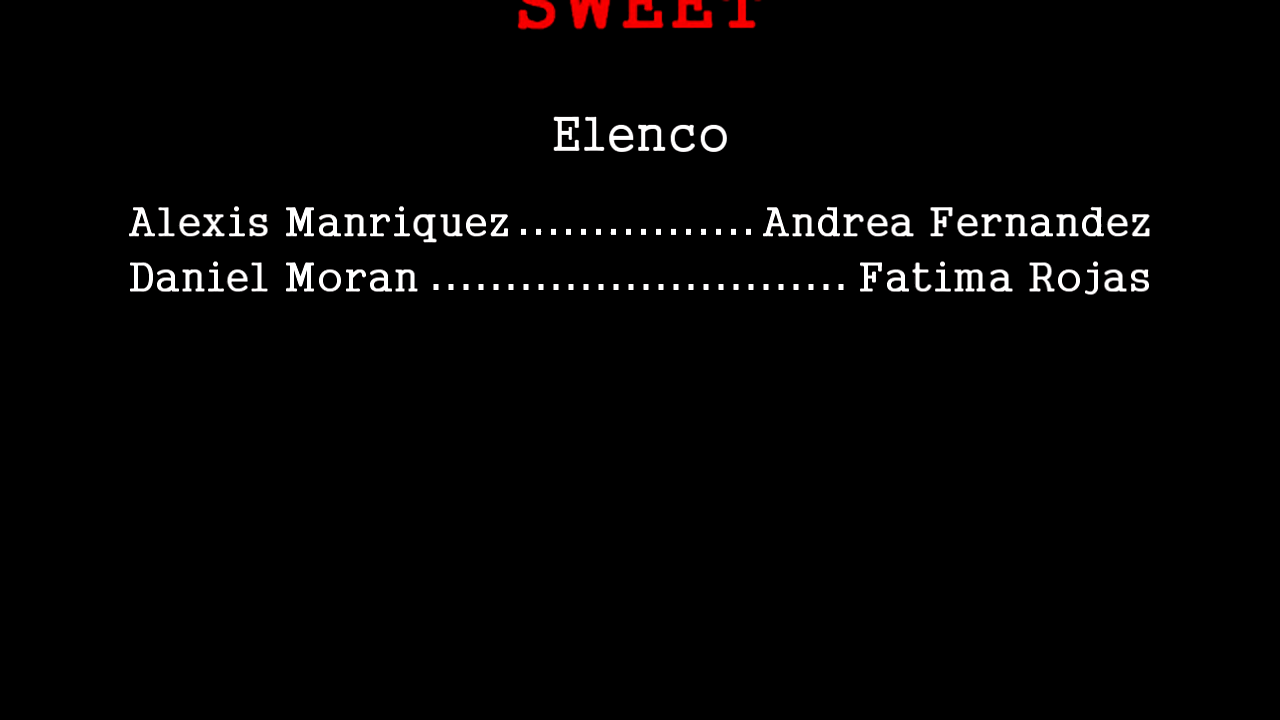 SWEET
Elenco
Alexis Manriquez................Andrea Fernandez
Daniel Moran ............................ Fatima Rojas